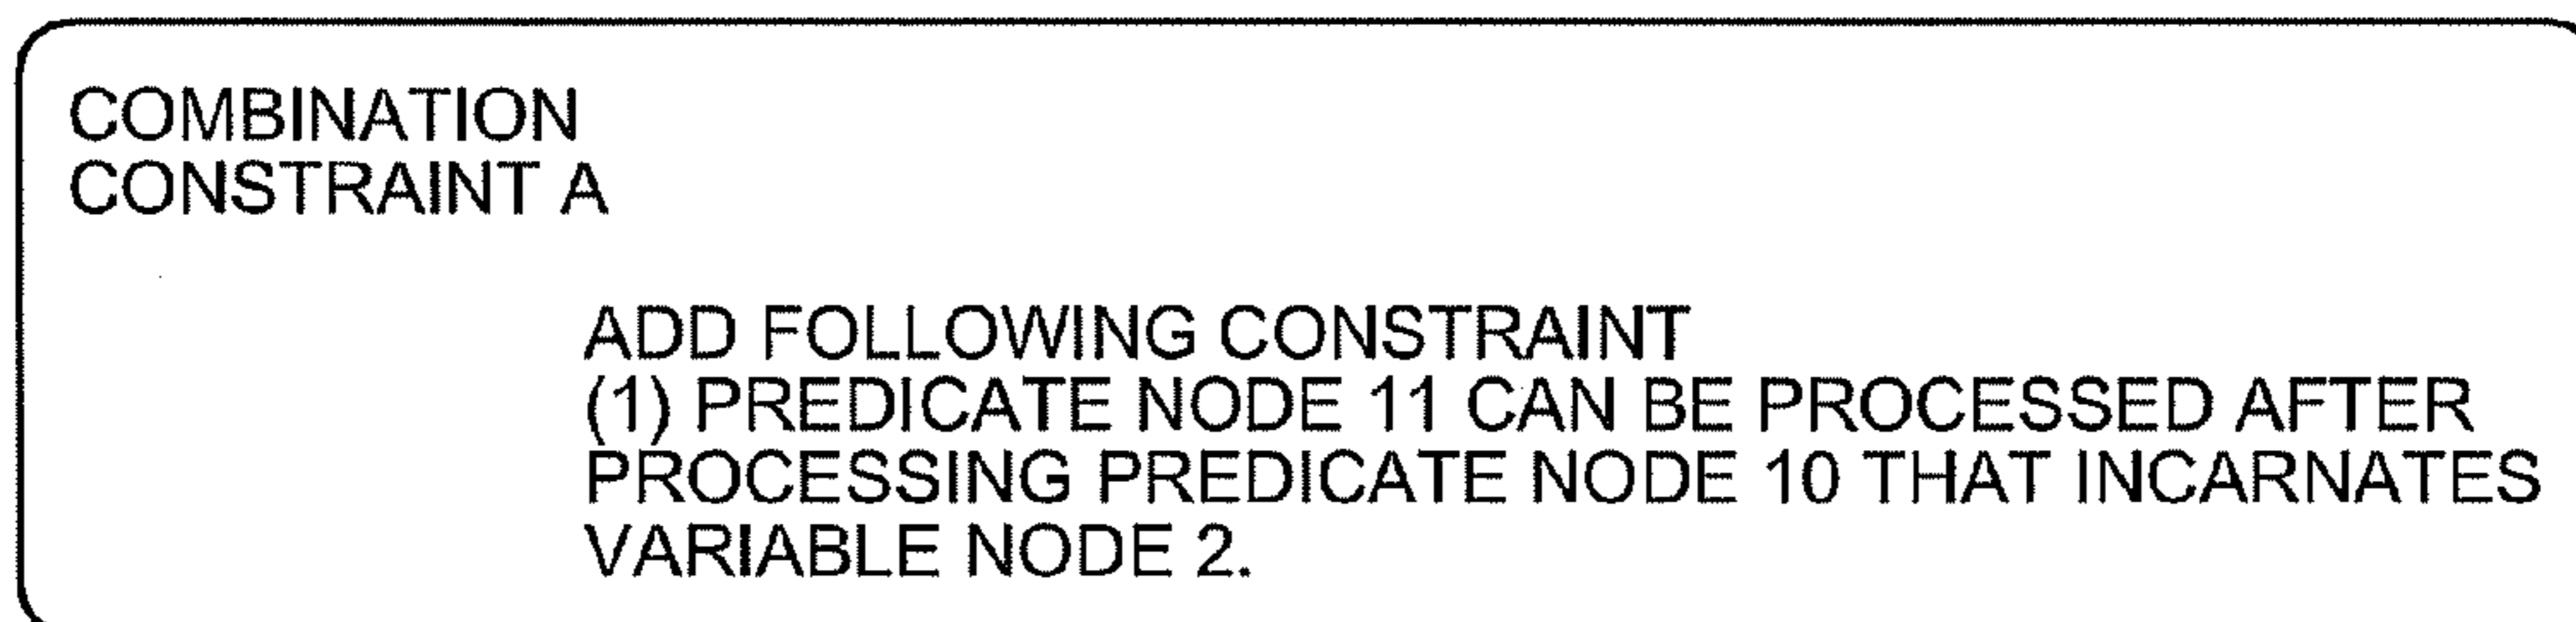 COMBINATION
CONSTRAINT A
ADD FOLLOWING CONSTRAINT
(1) PREDICATE NODE 11 CAN BE PROCESSED AFTER
PROCESSING PREDICATE NODE 10 THAT INCARNATES
VARIABLE NODE 2.